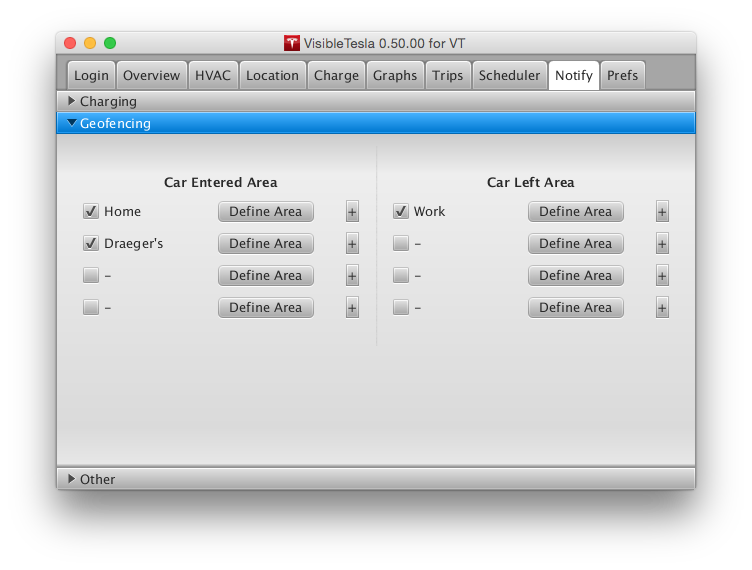 VisibleTesla 0.50.00 for VT
Login Overview HVAC Location Charge Graphs Trips Scheduler Notify Prefs
Charging
Geofencing
Car Entered Area Car Left Area
Home Define Area + Work Define Area +
Draeger's Define Area + – Define Area +
– Define Area + – Define Area +
– Define Area + – Define Area +
Other